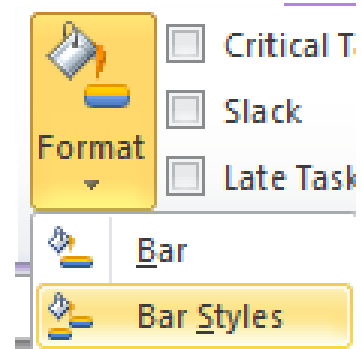 Critical
Slack
Format
Late Task
Bar
Bar Styles